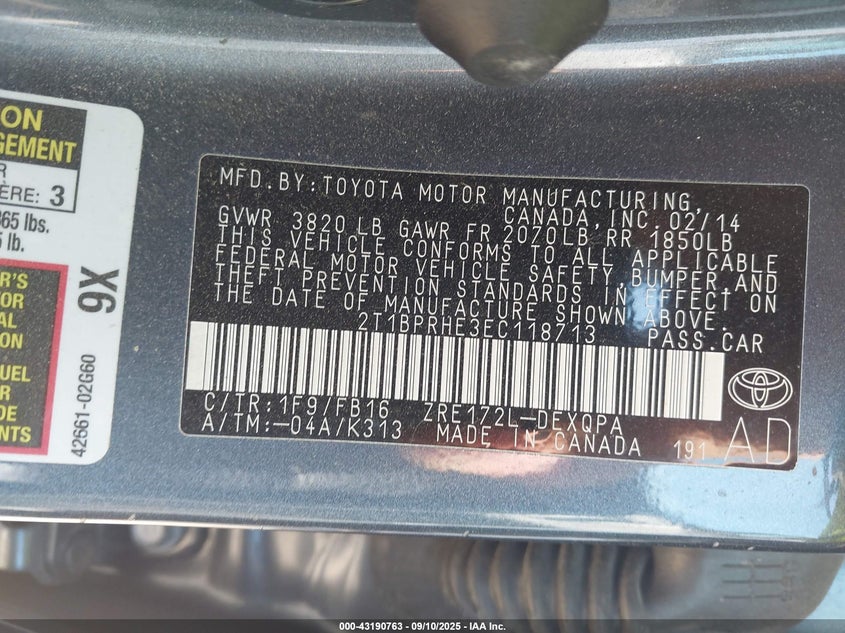 ON
GEMENT
R
ÈRE: 3
865 lbs.
5 lb.
R'S
OR
AL
ON
UEL
R
DE
NTS
9X
42661-02G60
MFD.BY:TOYOTA MOTOR MANUFACTURING,
CANADA,INC. 02/14
GVWR 3820 LB GAWR FR 2070LB RR 1850LB
THIS VEHICLE CONFORMS TO ALL APPLICABLE
FEDERAL MOTOR VEHICLE SAFETY,BUMPER,AND
THEFT PREVENTION STANDARDS IN EFFECT ON
THE DATE OF MANUFACTURE SHOWN ABOVE.
2T1BPRHE3EC118713 PASS.CAR
C/TR:1F9/FB16 ZRE172L-DEXQPA
A/TM:-04A/K313 MADE IN CANADA 191
AD
000-43190763 - 09/10/2025 - IAA Inc.